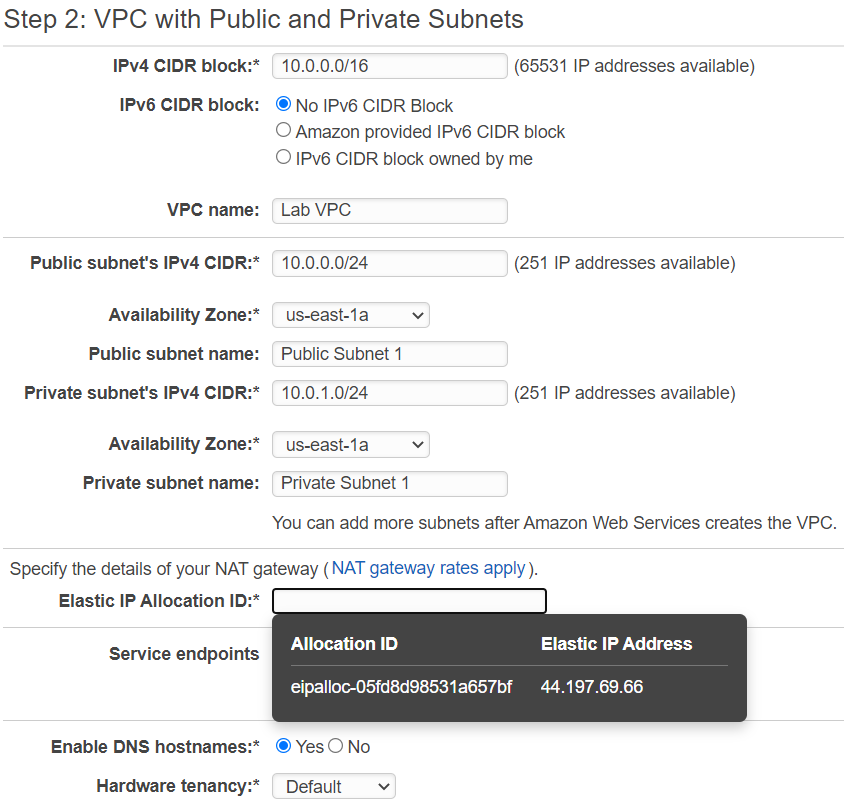 Step 2: VPC with Public and Private Subnets
IPv4 CIDR block:* 10.0.0.0/16 (65531 IP addresses available)
IPv6 CIDR block: No IPv6 CIDR Block
Amazon provided IPv6 CIDR block
IPv6 CIDR block owned by me
VPC name: Lab VPC
Public subnet's IPv4 CIDR:* 10.0.0.0/24 (251 IP addresses available)
Availability Zone:* us-east-1a
Public subnet name: Public Subnet 1
Private subnet's IPv4 CIDR:* 10.0.1.0/24 (251 IP addresses available)
Availability Zone:* us-east-1a
Private subnet name: Private Subnet 1
You can add more subnets after Amazon Web Services creates the VPC.
Specify the details of your NAT gateway (NAT gateway rates apply).
Elastic IP Allocation ID:*
Service endpoints
Allocation ID Elastic IP Address
eipalloc-05fd8d98531a657bf 44.197.69.66
Enable DNS hostnames:* Yes No
Hardware tenancy:* Default